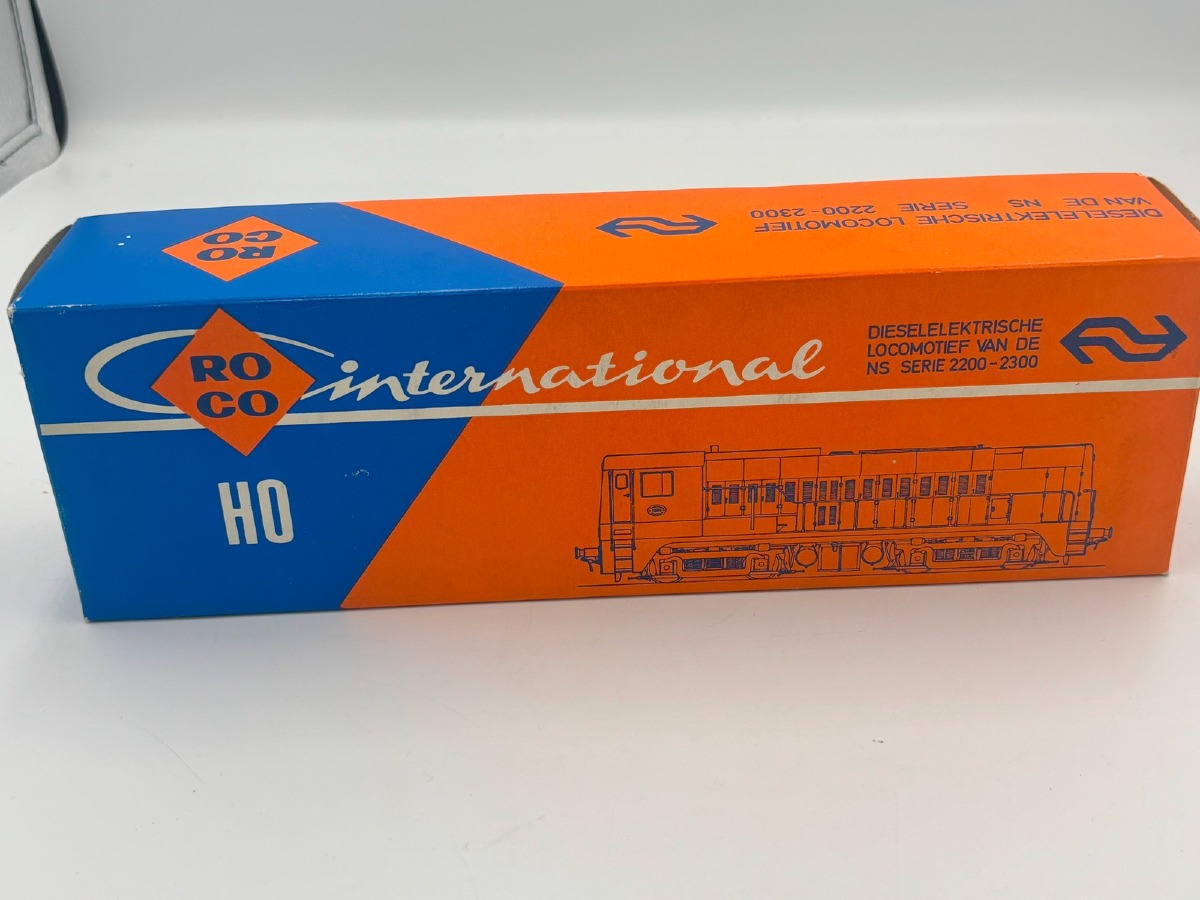 RO
CO
DIESELELEKTRISCHE LOCOMOTIEF
VAN DE NS SERIE 2200-2300
RO
CO
international
DIESELELEKTRISCHE
LOCOMOTIEF VAN DE
NS SERIE 2200-2300
HO